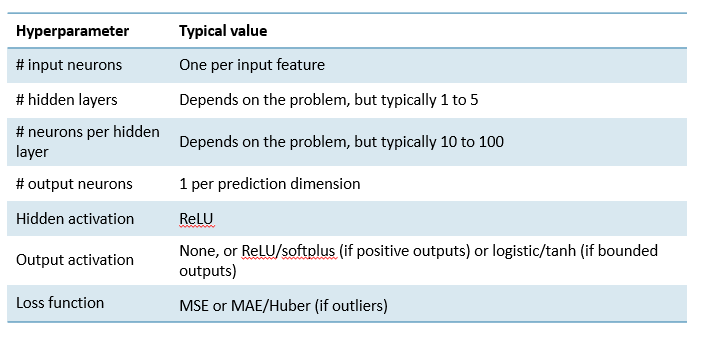 Hyperparameter Typical value
# input neurons One per input feature
# hidden layers Depends on the problem, but typically 1 to 5
# neurons per hidden
layer
Depends on the problem, but typically 10 to 100
# output neurons 1 per prediction dimension
Hidden activation ReLU
Output activation
None, or ReLU/softplus (if positive outputs) or logistic/tanh (if bounded
outputs)
Loss function MSE or MAE/Huber (if outliers)